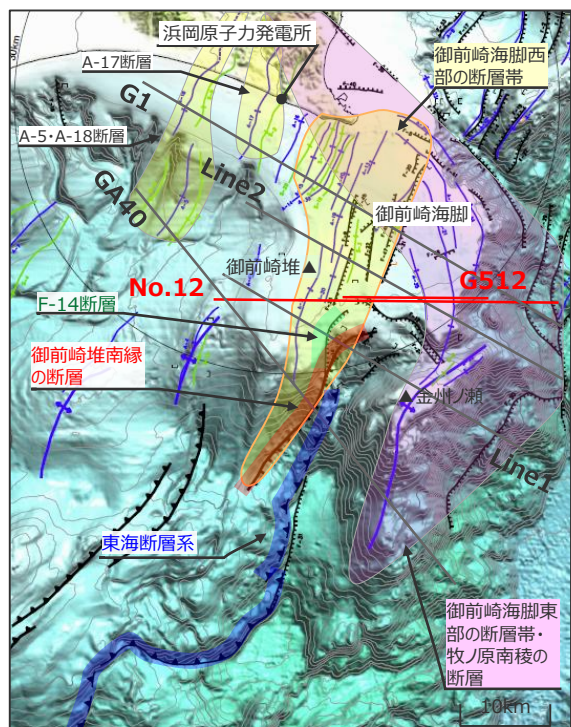 浜岡原子力発電所
A-17断層
御前崎海脚西
部の断層帯
G1
A-5・A-18断層
Line2
GA40
御前崎海脚
御前崎堆
No.12
G512
F-14断層
御前崎堆南縁
の断層
金州ノ瀬
Line1
東海断層系
御前崎海脚東
部の断層帯・
牧ノ原南稜の
断層
10km